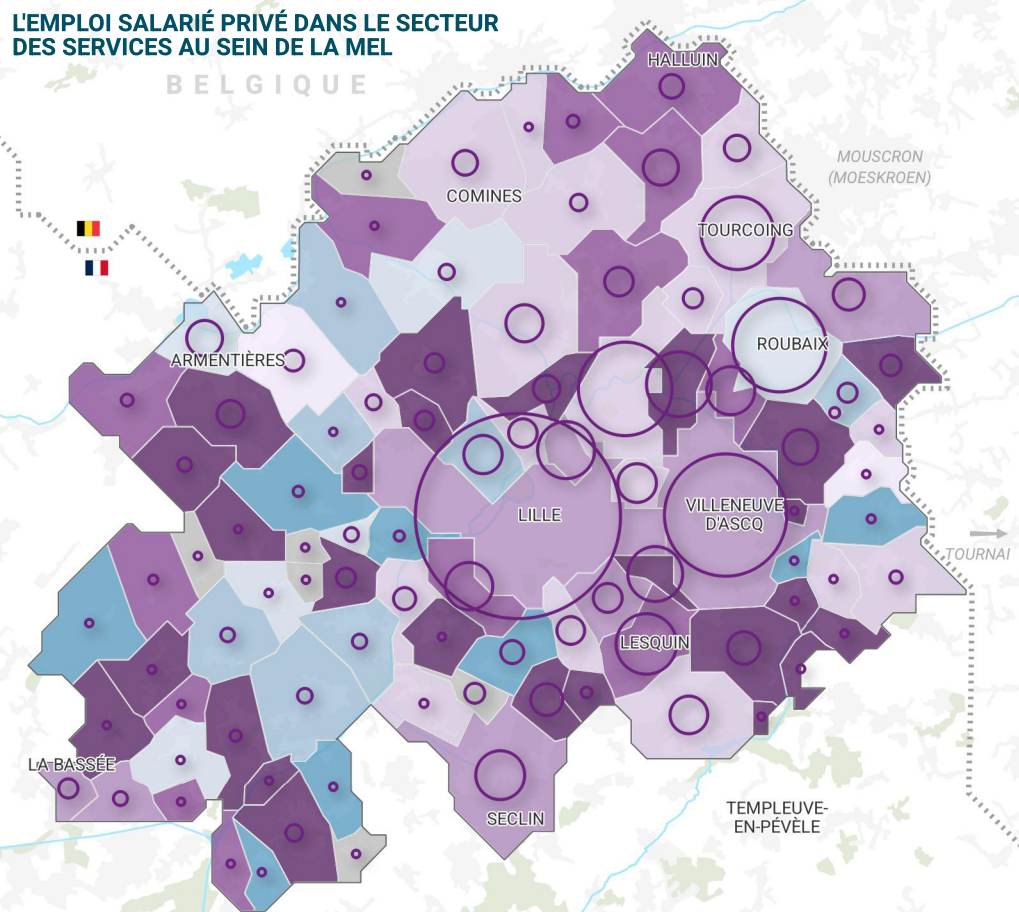 L'EMPLOI SALARIÉ PRIVÉ DANS LE SECTEUR
DES SERVICES AU SEIN DE LA MEL
BELGIQUE
HALLUIN
MOUSCRON
(MOESKROEN)
COMINES
TOURCOING
ROUBAIX
ARMENTIÈRES
LILLE
VILLENEUVE
D'ASCQ
TOURNAI
LESQUIN
LA BASSÉE
SECLIN
TEMPLEUVE-
EN-PÉVÈLE